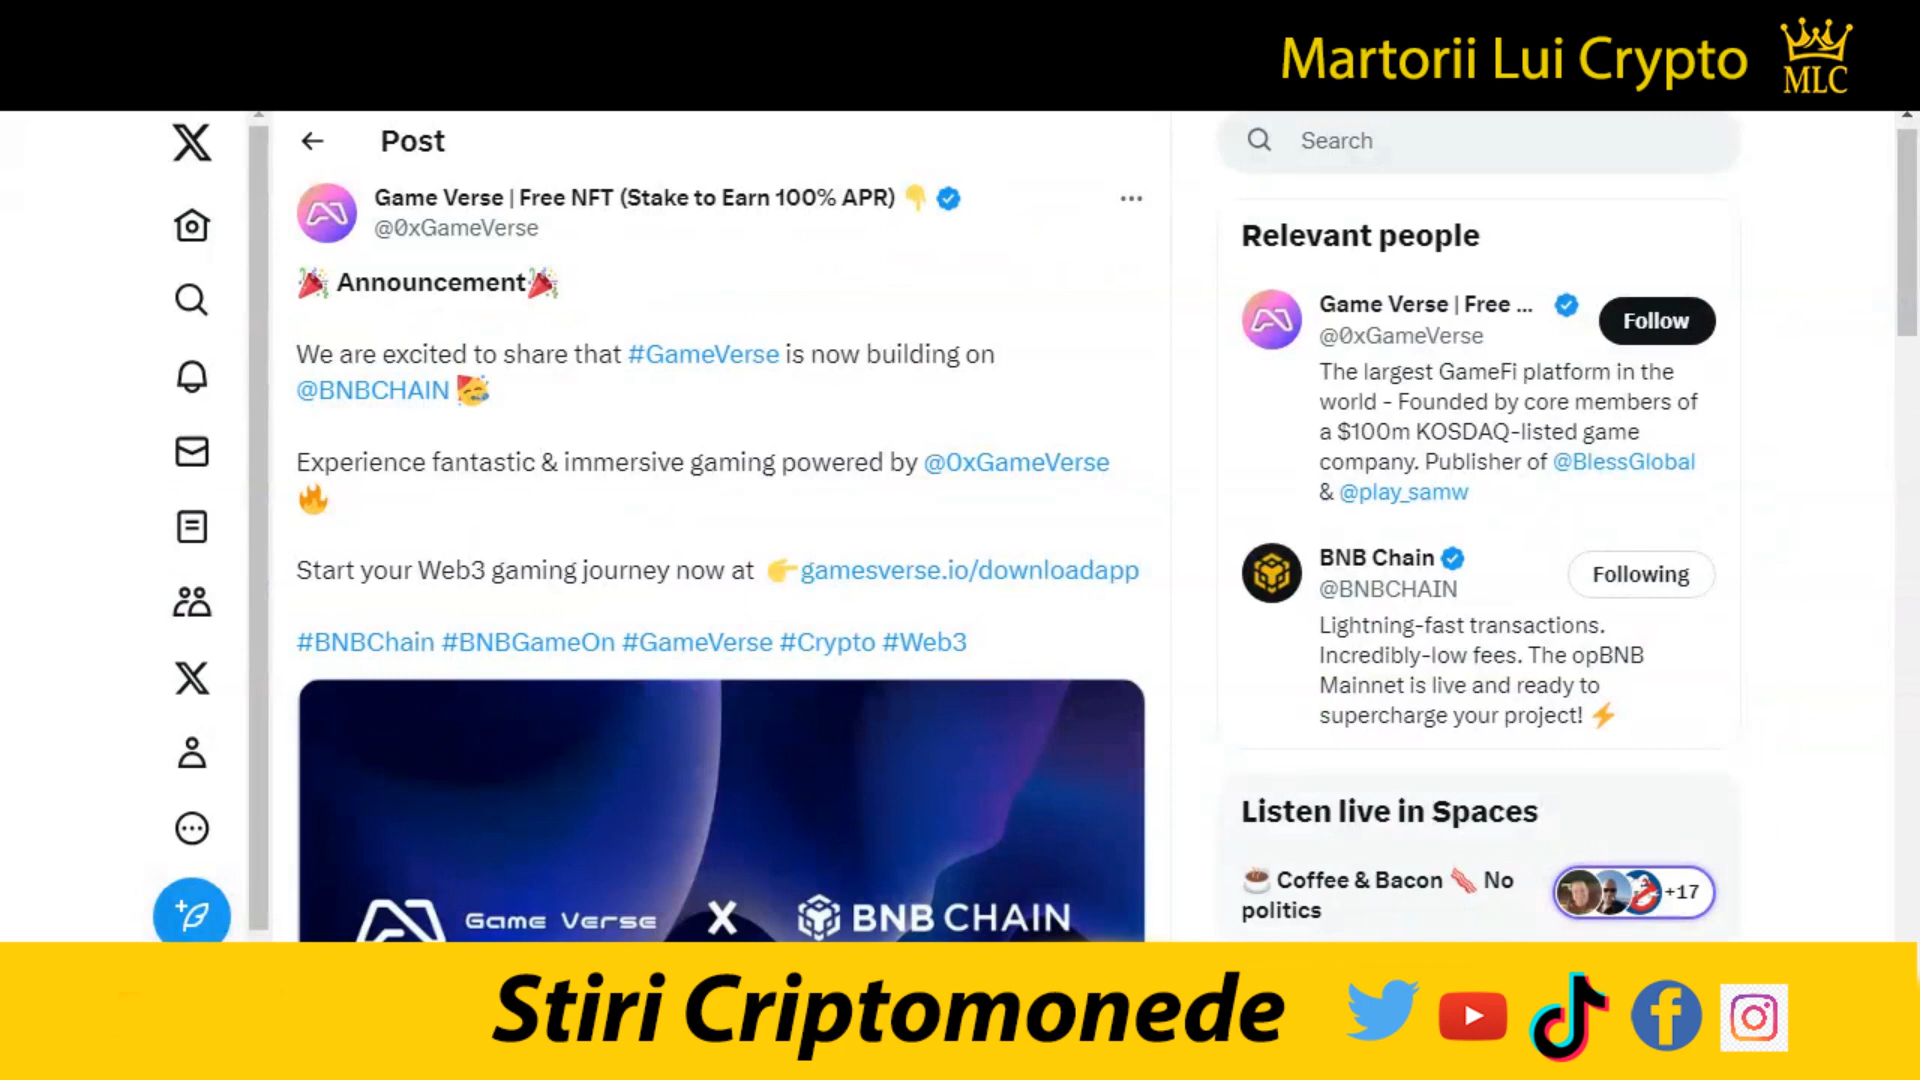 Martorii Lui Crypto
MLC
Post
Game Verse | Free NFT (Stake to Earn 100% APR) 👇
@0xGameVerse
🎉 Announcement🎉
We are excited to share that #GameVerse is now building on
@BNBCHAIN 🥳
Experience fantastic & immersive gaming powered by @0xGameVerse
🔥
Start your Web3 gaming journey now at 👉gamesverse.io/downloadapp
#BNBChain #BNBGameOn #GameVerse #Crypto #Web3
Game Verse X BNB CHAIN
Search
Relevant people
Game Verse | Free ...
@0xGameVerse
Follow
The largest GameFi platform in the
world - Founded by core members of
a $100m KOSDAQ-listed game
company. Publisher of @BlessGlobal
& @play_samw
BNB Chain
@BNBCHAIN
Following
Lightning-fast transactions.
Incredibly-low fees. The opBNB
Mainnet is live and ready to
supercharge your project! ⚡
Listen live in Spaces
☕ Coffee & Bacon 🥓 No
politics
+17
Stiri Criptomonede